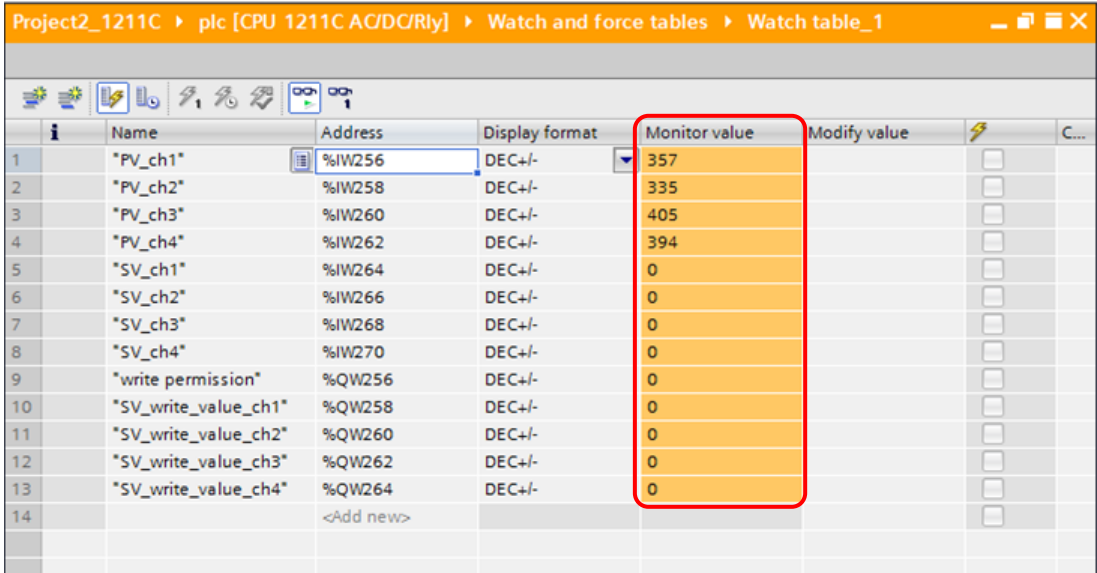 Project2_1211C ▸ plc [CPU 1211C AC/DC/Rly] ▸ Watch and force tables ▸ Watch table_1
i Name Address Display format Monitor value Modify value C...
1 "PV_ch1" %IW256 DEC+/- 357
2 "PV_ch2" %IW258 DEC+/- 335
3 "PV_ch3" %IW260 DEC+/- 405
4 "PV_ch4" %IW262 DEC+/- 394
5 "SV_ch1" %IW264 DEC+/- 0
6 "SV_ch2" %IW266 DEC+/- 0
7 "SV_ch3" %IW268 DEC+/- 0
8 "SV_ch4" %IW270 DEC+/- 0
9 "write permission" %QW256 DEC+/- 0
10 "SV_write_value_ch1" %QW258 DEC+/- 0
11 "SV_write_value_ch2" %QW260 DEC+/- 0
12 "SV_write_value_ch3" %QW262 DEC+/- 0
13 "SV_write_value_ch4" %QW264 DEC+/- 0
14 <Add new>